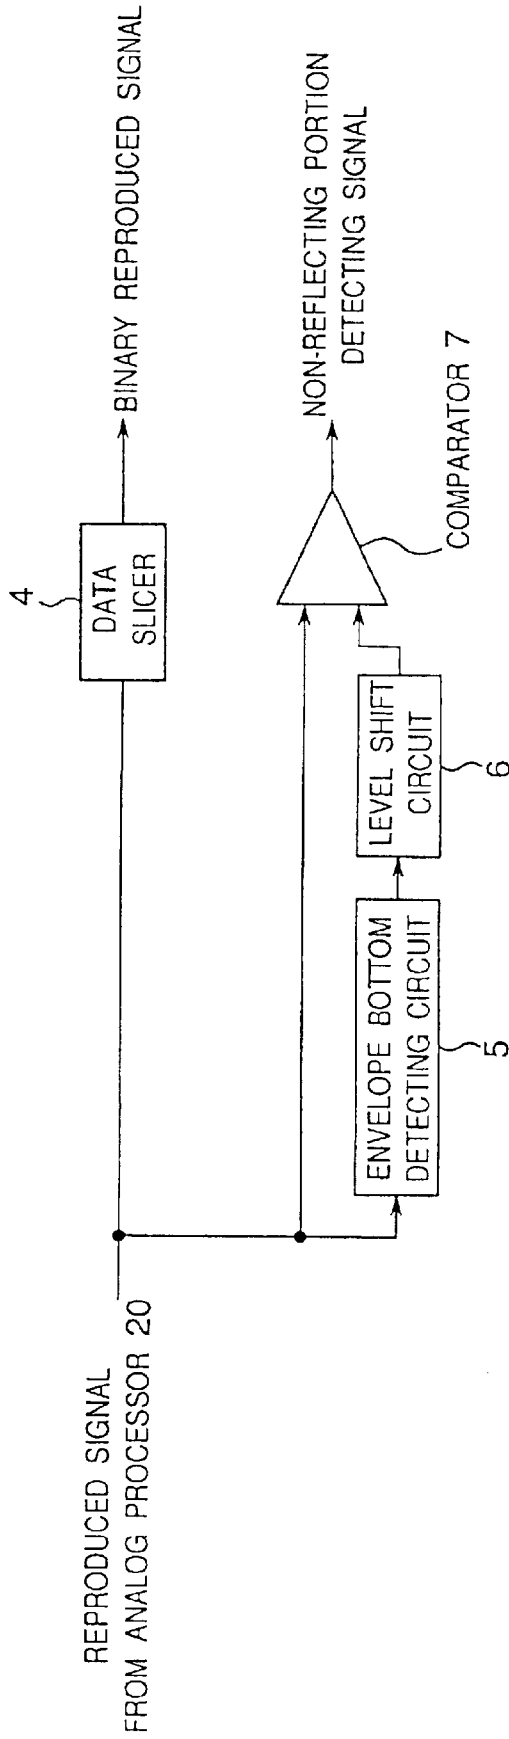 REPRODUCED SIGNAL
FROM ANALOG PROCESSOR 20
4
DATA
SLICER
BINARY REPRODUCED SIGNAL
ENVELOPE BOTTOM
DETECTING CIRCUIT
5
LEVEL SHIFT
CIRCUIT
6
COMPARATOR 7
NON-REFLECTING PORTION
DETECTING SIGNAL